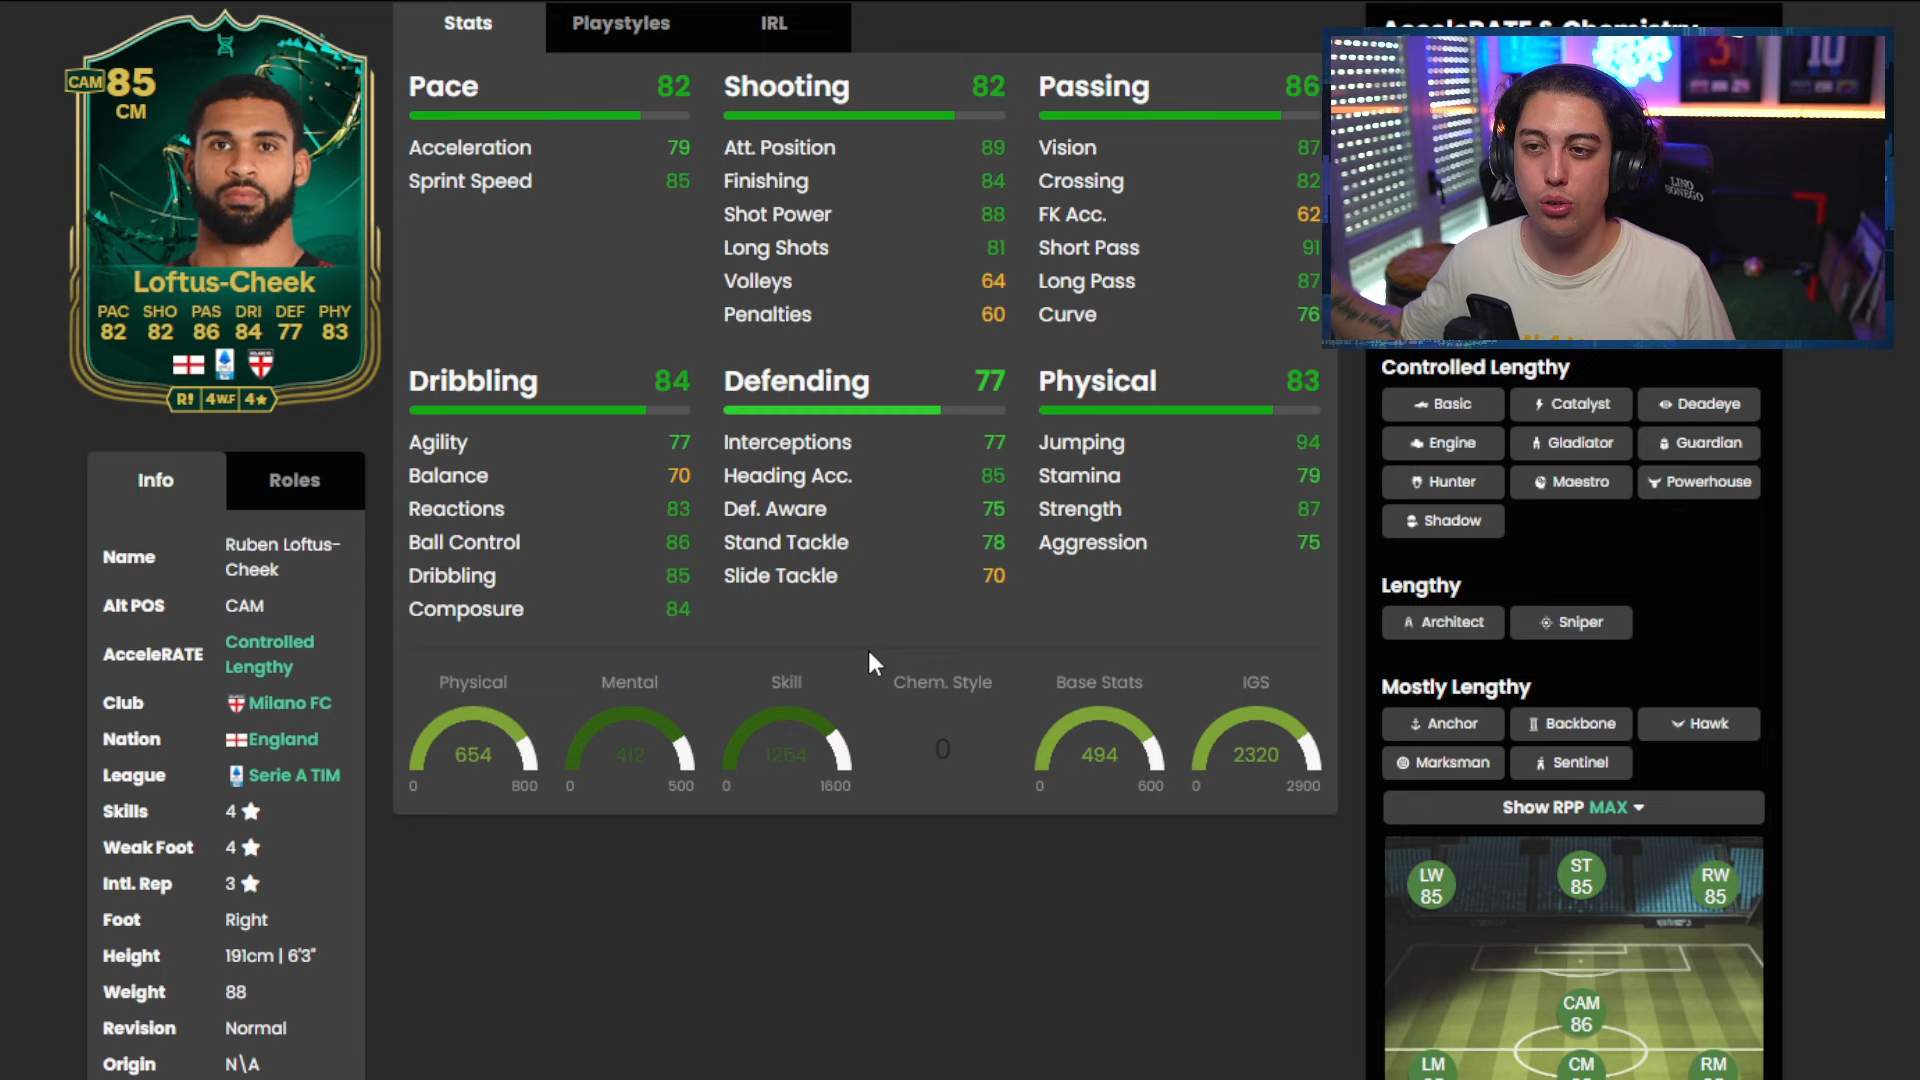 CAM 85
CM
Loftus-Cheek
PAC SHO PAS DRI DEF PHY
82 82 86 84 77 83
R! 4W.F 4★
Info Roles
Name Ruben Loftus-
Cheek
Alt POS CAM
AcceleRATE Controlled
Lengthy
Club Milano FC
Nation England
League Serie A TIM
Skills 4 ★
Weak Foot 4 ★
Intl. Rep 3 ★
Foot Right
Height 191cm | 6'3"
Weight 88
Revision Normal
Origin N\A
Stats Playstyles IRL
Pace 82
Acceleration 79
Sprint Speed 85
Shooting 82
Att. Position 89
Finishing 84
Shot Power 88
Long Shots 81
Volleys 64
Penalties 60
Passing 86
Vision 87
Crossing 82
FK Acc. 62
Short Pass 91
Long Pass 87
Curve 76
Dribbling 84
Agility 77
Balance 70
Reactions 83
Ball Control 86
Dribbling 85
Composure 84
Defending 77
Interceptions 77
Heading Acc. 85
Def. Aware 75
Stand Tackle 78
Slide Tackle 70
Physical 83
Jumping 94
Stamina 79
Strength 87
Aggression 75
Physical Mental Skill Chem. Style Base Stats IGS
654 412 1254 0 494 2320
0 800 0 500 0 1600 0 600 0 2900
AcceleRATE & Chemistry
3 10
LINO
SONEGO
Controlled Lengthy
Basic Catalyst Deadeye
Engine Gladiator Guardian
Hunter Maestro Powerhouse
Shadow
Lengthy
Architect Sniper
Mostly Lengthy
Anchor Backbone Hawk
Marksman Sentinel
Show RPP MAX
LW ST RW
85 85 85
CAM
86
LM CM RM